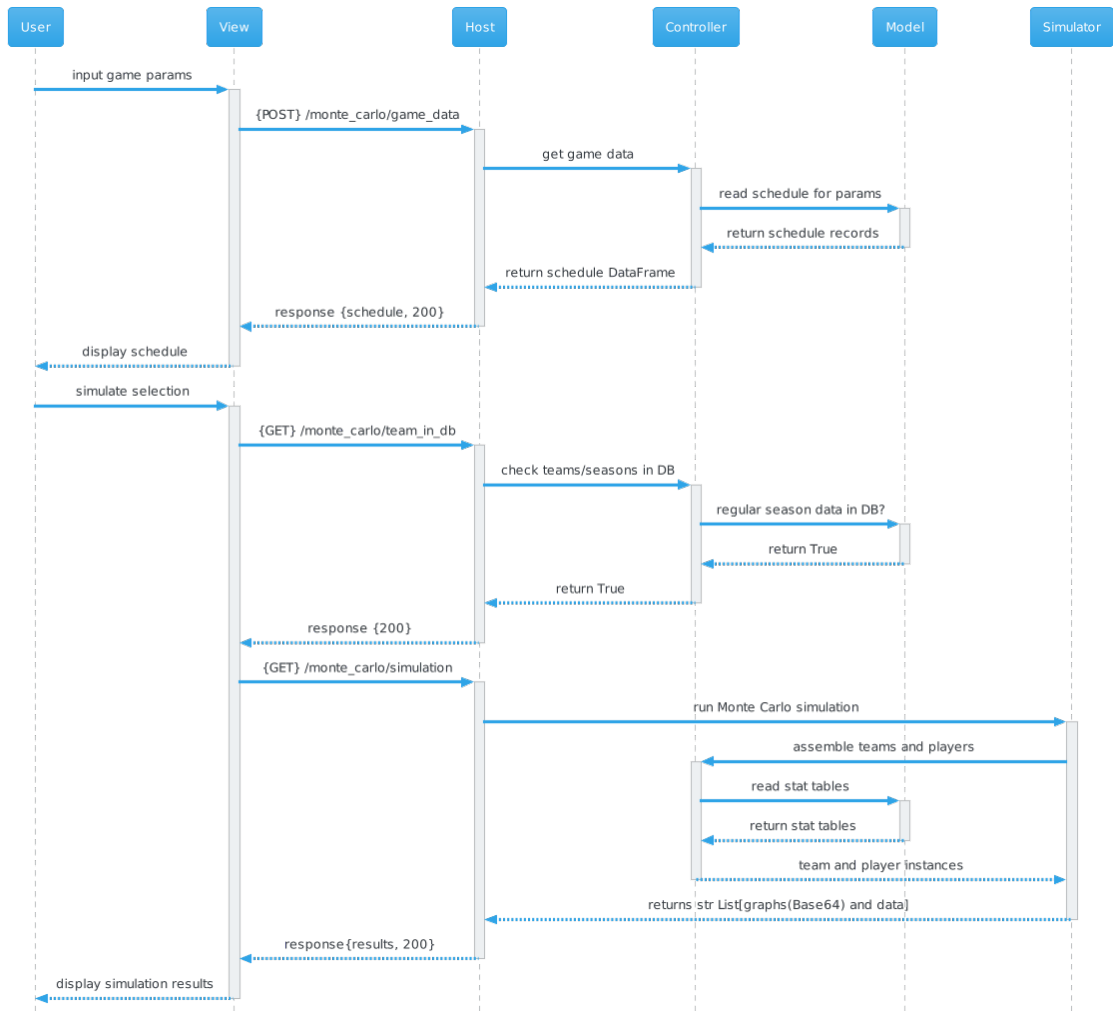 User
View
Host
Controller
Model
Simulator
input game params
{POST} /monte_carlo/game_data
get game data
read schedule for params
return schedule records
return schedule DataFrame
response {schedule, 200}
display schedule
simulate selection
{GET} /monte_carlo/team_in_db
check teams/seasons in DB
regular season data in DB?
return True
return True
response {200}
{GET} /monte_carlo/simulation
run Monte Carlo simulation
assemble teams and players
read stat tables
return stat tables
team and player instances
returns str List[graphs(Base64) and data]
response{results, 200}
display simulation results